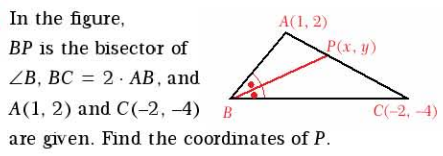 In the figure,
BP is the bisector of
∠B, BC = 2 · AB, and
A(1, 2) and C(–2, –4)
are given. Find the coordinates of P.
A(1, 2)
P(x, y)
B
C(–2, –4)